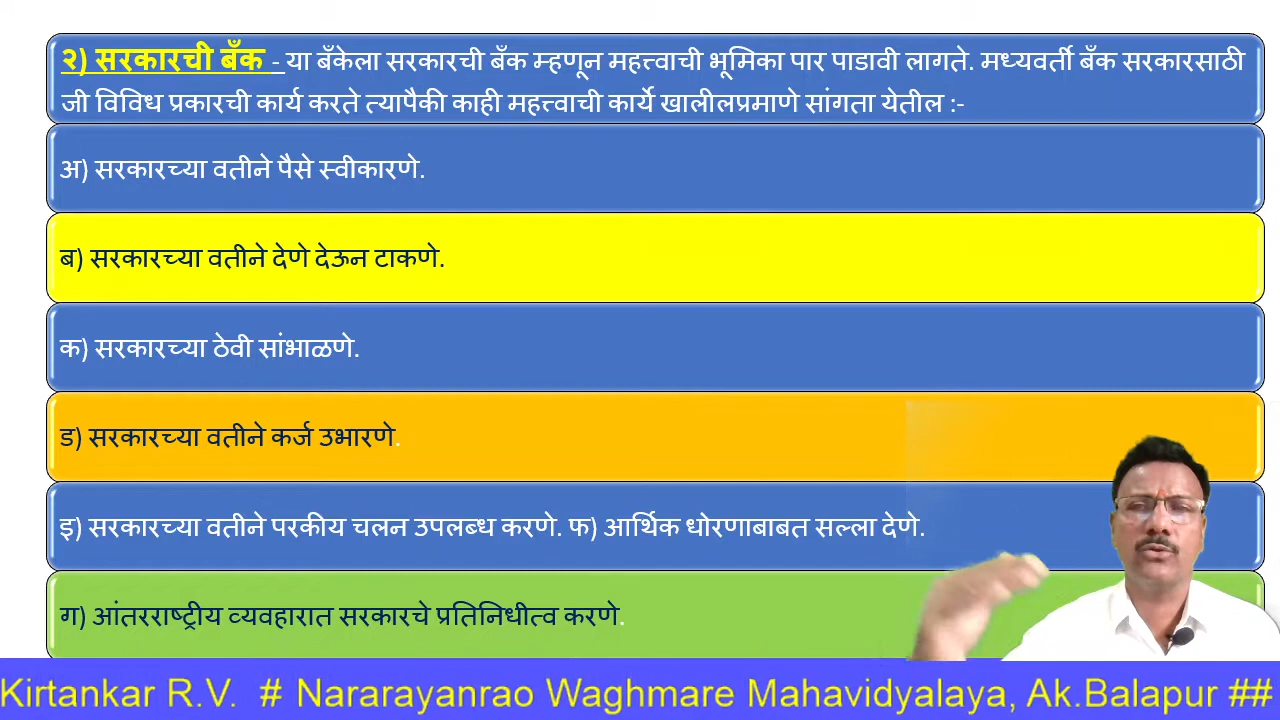 २) सरकारची बँक - या बँकेला सरकारची बँक म्हणून महत्त्वाची भूमिका पार पाडावी लागते. मध्यवर्ती बँक सरकारसाठी
जी विविध प्रकारची कार्य करते त्यापैकी काही महत्त्वाची कार्ये खालीलप्रमाणे सांगता येतील :-
अ) सरकारच्या वतीने पैसे स्वीकारणे.
ब) सरकारच्या वतीने देणे देऊन टाकणे.
क) सरकारच्या ठेवी सांभाळणे.
ड) सरकारच्या वतीने कर्ज उभारणे.
इ) सरकारच्या वतीने परकीय चलन उपलब्ध करणे. फ) आर्थिक धोरणाबाबत सल्ला देणे.
ग) आंतरराष्ट्रीय व्यवहारात सरकारचे प्रतिनिधीत्व करणे.
Kirtankar R.V. # Nararayanrao Waghmare Mahavidyalaya, Ak.Balapur ##